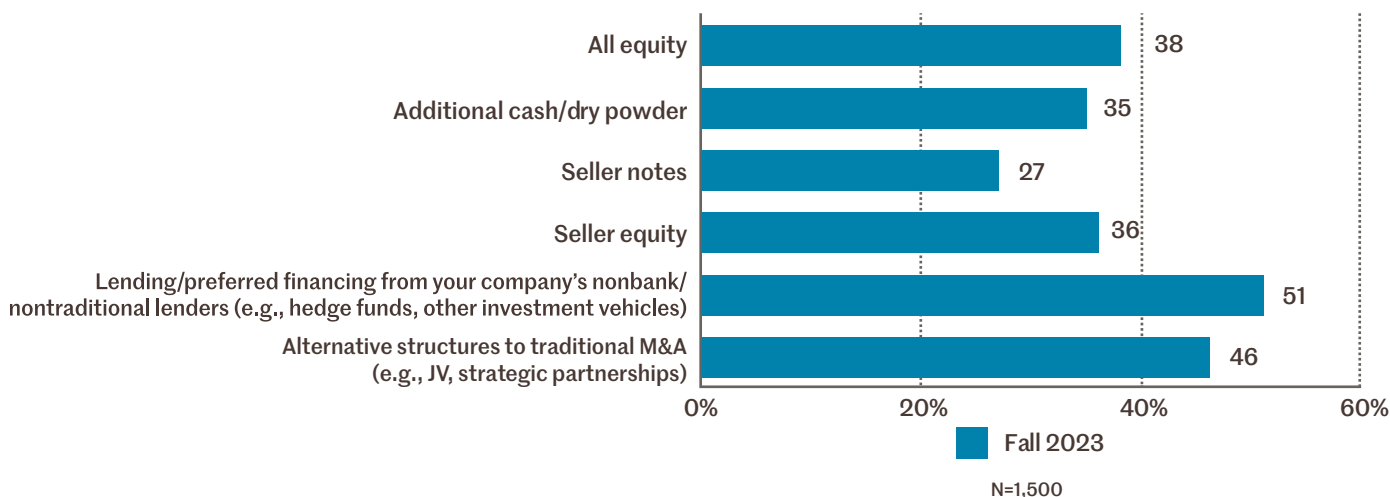 All equity
38
Additional cash/dry powder
35
Seller notes
27
Seller equity
36
Lending/preferred financing from your company's nonbank/
nontraditional lenders (e.g., hedge funds, other investment vehicles)
51
Alternative structures to traditional M&A
(e.g., JV, strategic partnerships)
46
0%
20%
40%
60%
Fall 2023
N=1,500